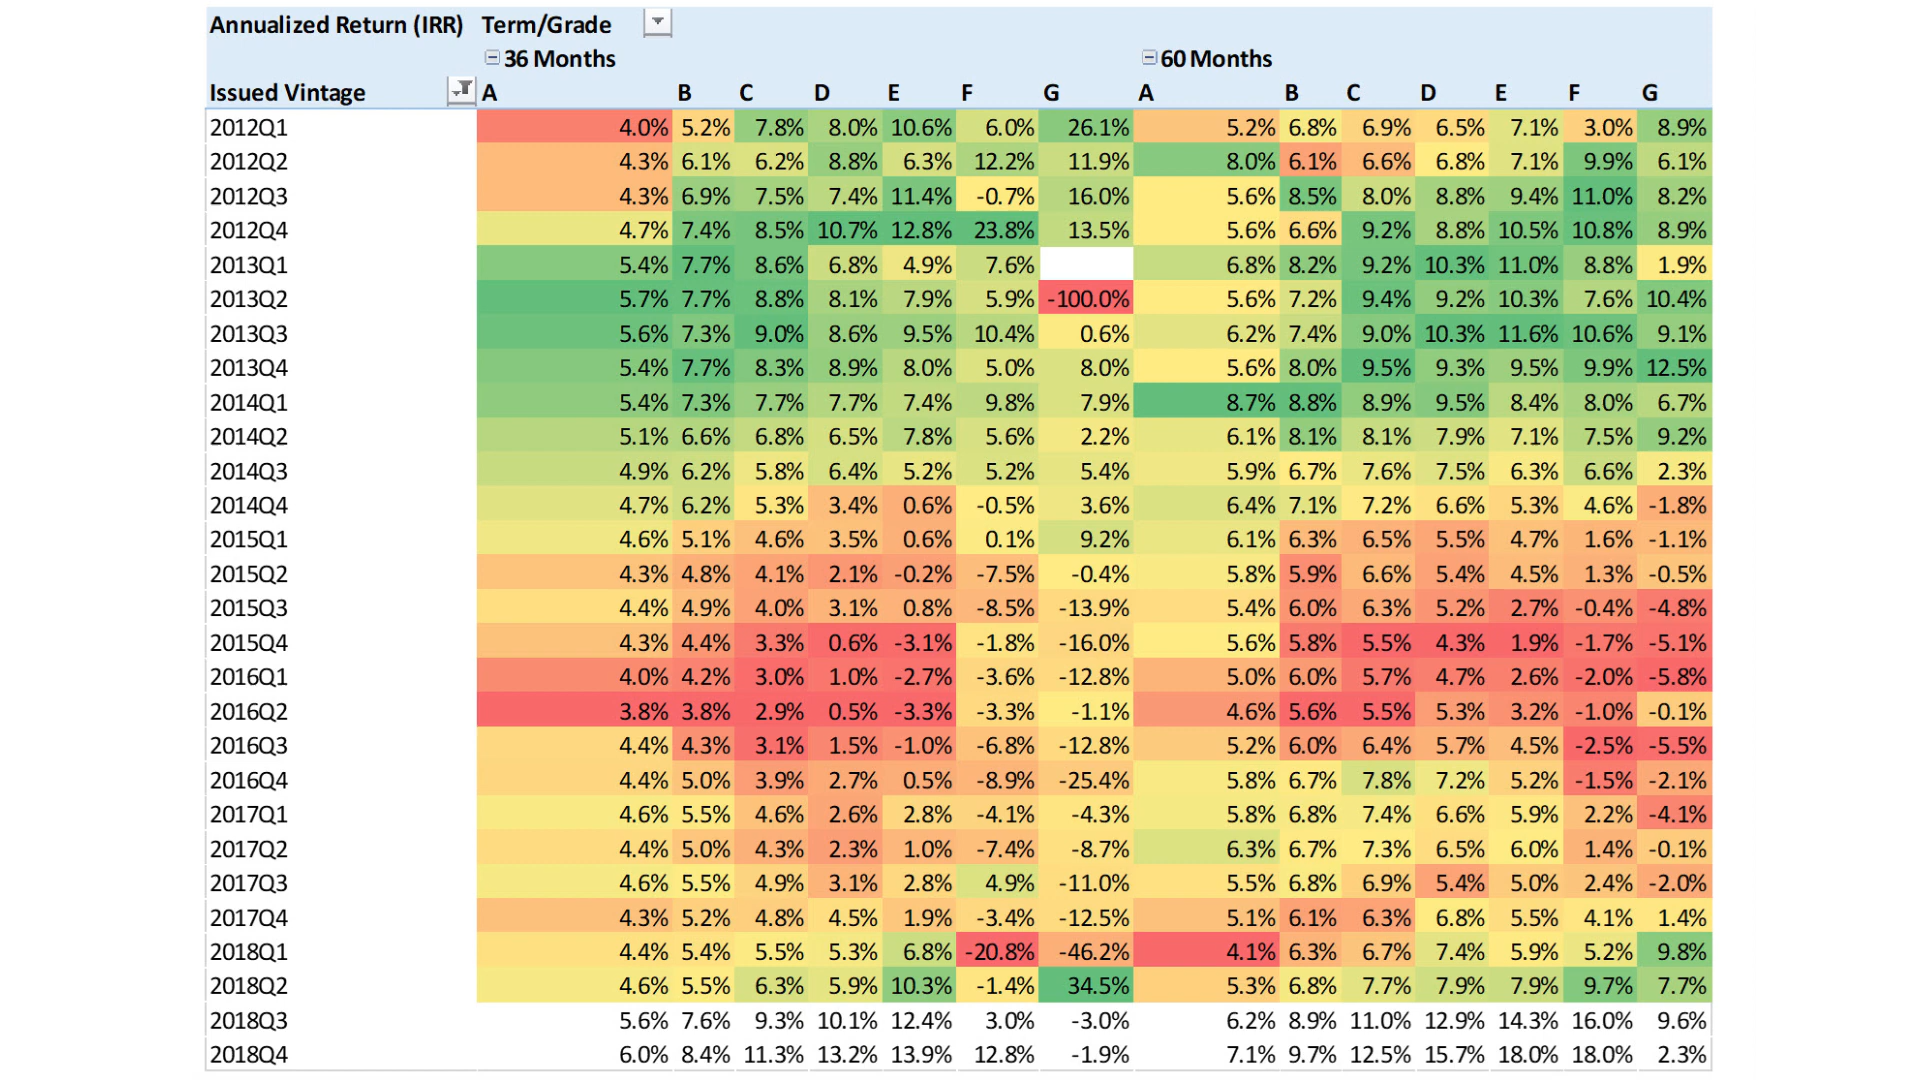 Annualized Return (IRR) Term/Grade
36 Months 60 Months
Issued Vintage A B C D E F G A B C D E F G
2012Q1 4.0% 5.2% 7.8% 8.0% 10.6% 6.0% 26.1% 5.2% 6.8% 6.9% 6.5% 7.1% 3.0% 8.9%
2012Q2 4.3% 6.1% 6.2% 8.8% 6.3% 12.2% 11.9% 8.0% 6.1% 6.6% 6.8% 7.1% 9.9% 6.1%
2012Q3 4.3% 6.9% 7.5% 7.4% 11.4% -0.7% 16.0% 5.6% 8.5% 8.0% 8.8% 9.4% 11.0% 8.2%
2012Q4 4.7% 7.4% 8.5% 10.7% 12.8% 23.8% 13.5% 5.6% 6.6% 9.2% 8.8% 10.5% 10.8% 8.9%
2013Q1 5.4% 7.7% 8.6% 6.8% 4.9% 7.6% 6.8% 8.2% 9.2% 10.3% 11.0% 8.8% 1.9%
2013Q2 5.7% 7.7% 8.8% 8.1% 7.9% 5.9% -100.0% 5.6% 7.2% 9.4% 9.2% 10.3% 7.6% 10.4%
2013Q3 5.6% 7.3% 9.0% 8.6% 9.5% 10.4% 0.6% 6.2% 7.4% 9.0% 10.3% 11.6% 10.6% 9.1%
2013Q4 5.4% 7.7% 8.3% 8.9% 8.0% 5.0% 8.0% 5.6% 8.0% 9.5% 9.3% 9.5% 9.9% 12.5%
2014Q1 5.4% 7.3% 7.7% 7.7% 7.4% 9.8% 7.9% 8.7% 8.8% 8.9% 9.5% 8.4% 8.0% 6.7%
2014Q2 5.1% 6.6% 6.8% 6.5% 7.8% 5.6% 2.2% 6.1% 8.1% 8.1% 7.9% 7.1% 7.5% 9.2%
2014Q3 4.9% 6.2% 5.8% 6.4% 5.2% 5.2% 5.4% 5.9% 6.7% 7.6% 7.5% 6.3% 6.6% 2.3%
2014Q4 4.7% 6.2% 5.3% 3.4% 0.6% -0.5% 3.6% 6.4% 7.1% 7.2% 6.6% 5.3% 4.6% -1.8%
2015Q1 4.6% 5.1% 4.6% 3.5% 0.6% 0.1% 9.2% 6.1% 6.3% 6.5% 5.5% 4.7% 1.6% -1.1%
2015Q2 4.3% 4.8% 4.1% 2.1% -0.2% -7.5% -0.4% 5.8% 5.9% 6.6% 5.4% 4.5% 1.3% -0.5%
2015Q3 4.4% 4.9% 4.0% 3.1% 0.8% -8.5% -13.9% 5.4% 6.0% 6.3% 5.2% 2.7% -0.4% -4.8%
2015Q4 4.3% 4.4% 3.3% 0.6% -3.1% -1.8% -16.0% 5.6% 5.8% 5.5% 4.3% 1.9% -1.7% -5.1%
2016Q1 4.0% 4.2% 3.0% 1.0% -2.7% -3.6% -12.8% 5.0% 6.0% 5.7% 4.7% 2.6% -2.0% -5.8%
2016Q2 3.8% 3.8% 2.9% 0.5% -3.3% -3.3% -1.1% 4.6% 5.6% 5.5% 5.3% 3.2% -1.0% -0.1%
2016Q3 4.4% 4.3% 3.1% 1.5% -1.0% -6.8% -12.8% 5.2% 6.0% 6.4% 5.7% 4.5% -2.5% -5.5%
2016Q4 4.4% 5.0% 3.9% 2.7% 0.5% -8.9% -25.4% 5.8% 6.7% 7.8% 7.2% 5.2% -1.5% -2.1%
2017Q1 4.6% 5.5% 4.6% 2.6% 2.8% -4.1% -4.3% 5.8% 6.8% 7.4% 6.6% 5.9% 2.2% -4.1%
2017Q2 4.4% 5.0% 4.3% 2.3% 1.0% -7.4% -8.7% 6.3% 6.7% 7.3% 6.5% 6.0% 1.4% -0.1%
2017Q3 4.6% 5.5% 4.9% 3.1% 2.8% 4.9% -11.0% 5.5% 6.8% 6.9% 5.4% 5.0% 2.4% -2.0%
2017Q4 4.3% 5.2% 4.8% 4.5% 1.9% -3.4% -12.5% 5.1% 6.1% 6.3% 6.8% 5.5% 4.1% 1.4%
2018Q1 4.4% 5.4% 5.5% 5.3% 6.8% -20.8% -46.2% 4.1% 6.3% 6.7% 7.4% 5.9% 5.2% 9.8%
2018Q2 4.6% 5.5% 6.3% 5.9% 10.3% -1.4% 34.5% 5.3% 6.8% 7.7% 7.9% 7.9% 9.7% 7.7%
2018Q3 5.6% 7.6% 9.3% 10.1% 12.4% 3.0% -3.0% 6.2% 8.9% 11.0% 12.9% 14.3% 16.0% 9.6%
2018Q4 6.0% 8.4% 11.3% 13.2% 13.9% 12.8% -1.9% 7.1% 9.7% 12.5% 15.7% 18.0% 18.0% 2.3%